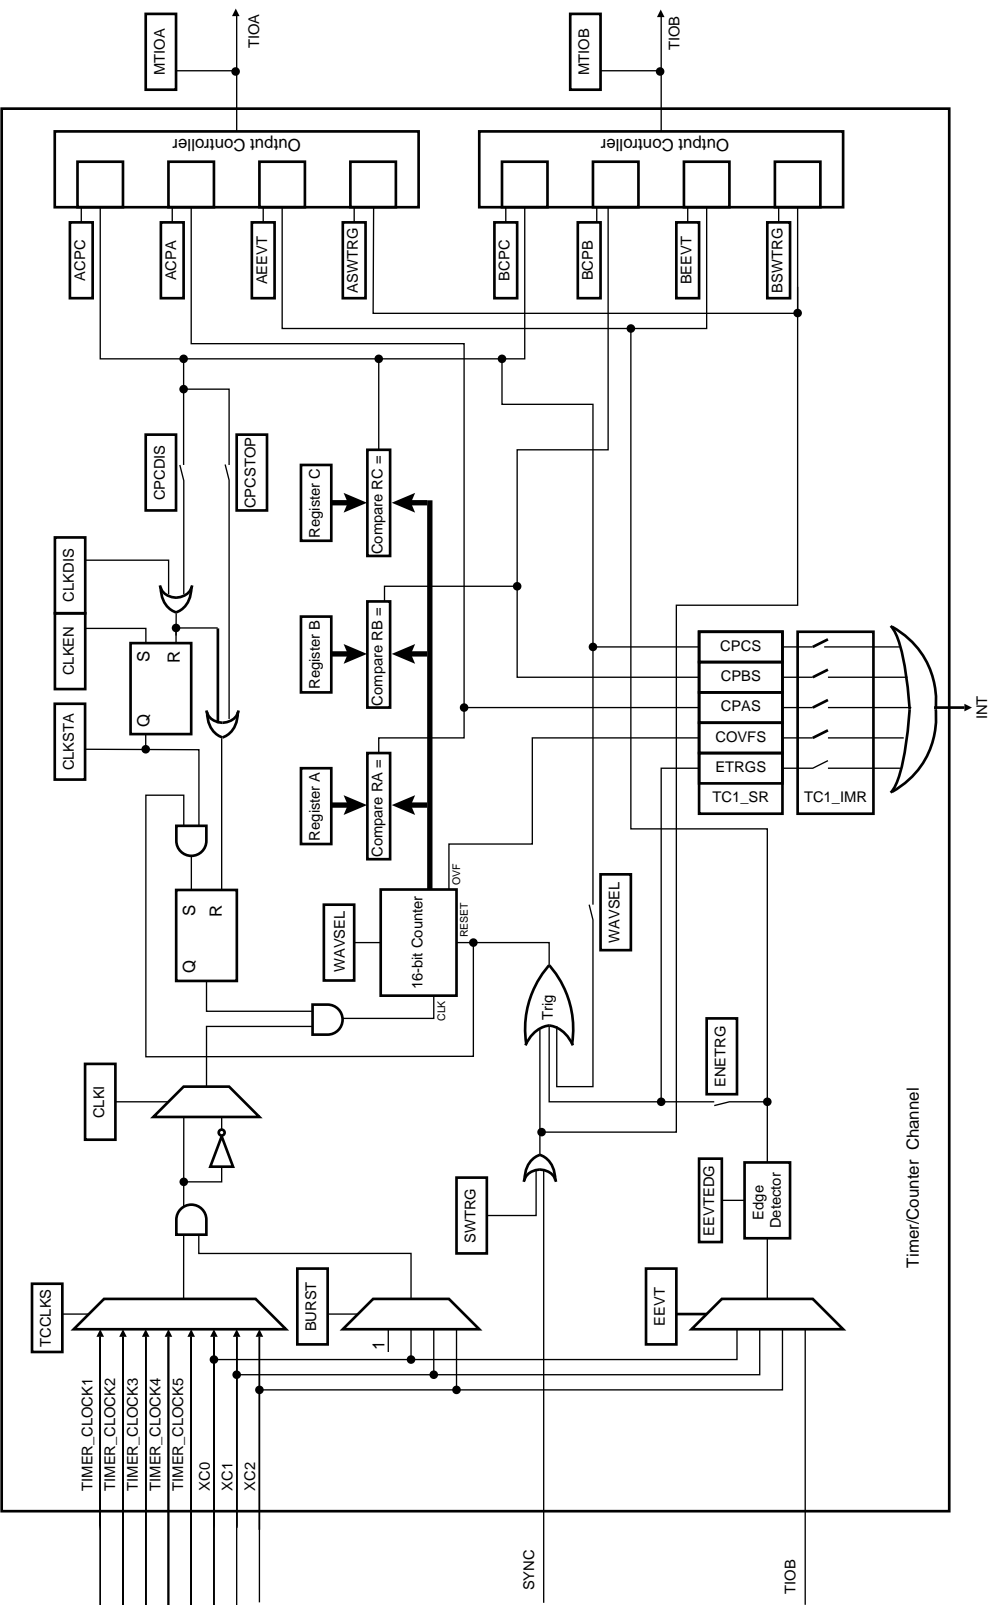 MTIOA
TIOA
MTIOB
TIOB
Output Controller
Output Controller
ACPC
ACPA
AEEVT
ASWTRG
BCPC
BCPB
BEEVT
BSWTRG
CPCDIS
CPCSTOP
CLKDIS
CLKEN
CLKSTA
S
R
Q
Register C
Compare RC =
Register B
Compare RB =
Register A
Compare RA =
CPCS
CPBS
CPAS
COVFS
ETRGS
TC1_SR
TC1_IMR
INT
S
R
Q
WAVSEL
16-bit Counter
OVF
RESET
CLK
WAVSEL
Trig
CLKI
ENETRG
SWTRG
EEVTEDG
Edge
Detector
Timer/Counter Channel
TCCLKS
BURST
1
EEVT
TIMER_CLOCK1
TIMER_CLOCK2
TIMER_CLOCK3
TIMER_CLOCK4
TIMER_CLOCK5
XC0
XC1
XC2
SYNC
TIOB